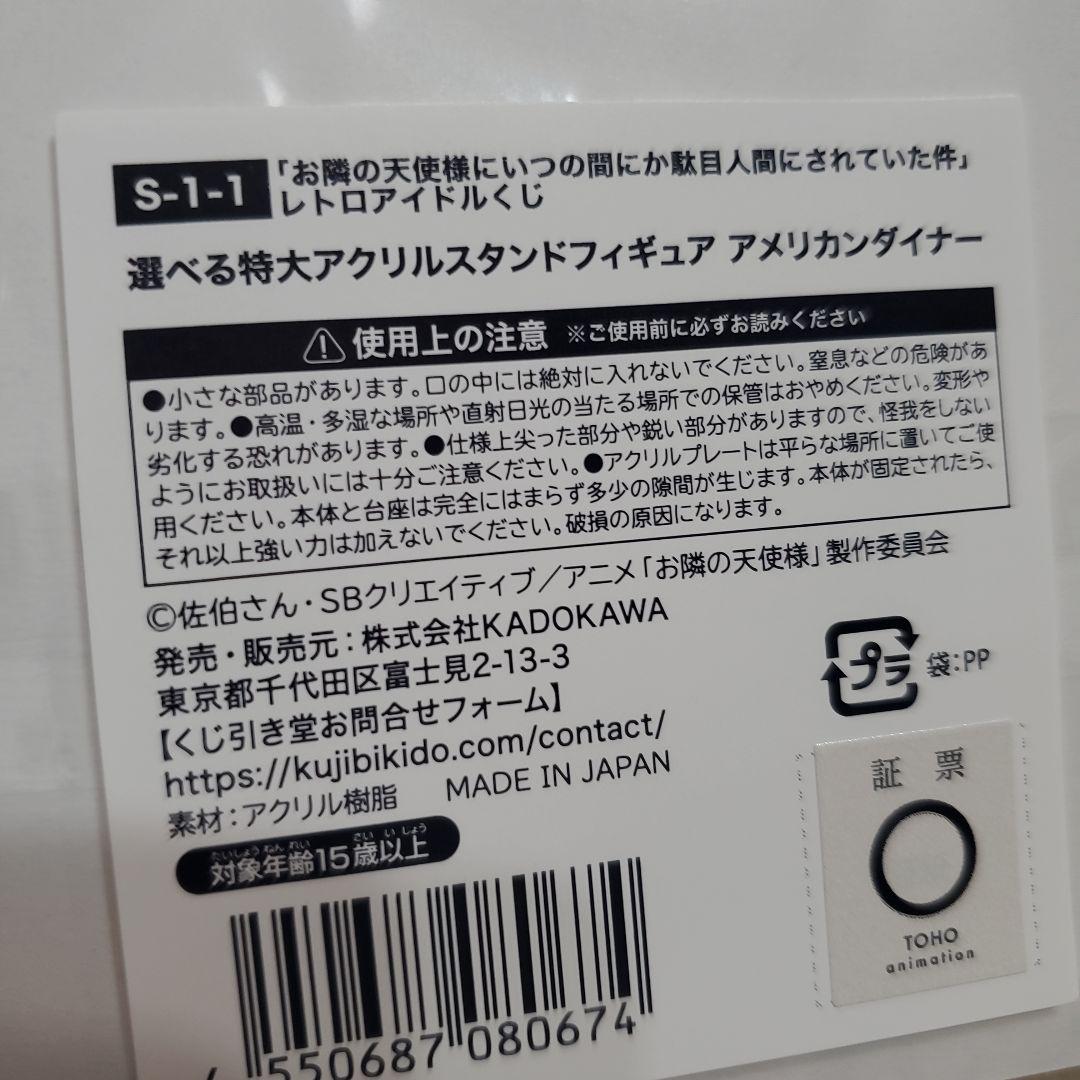 S-1-1
「お隣の天使様にいつの間にか駄目人間にされていた件」
レトロアイドルくじ
選べる特大アクリルスタンドフィギュア アメリカンダイナー
使用上の注意 ※ご使用前に必ずお読みください
●小さな部品があります。口の中には絶対に入れないでください。窒息などの危険があ
ります。●高温・多湿な場所や直射日光の当たる場所での保管はおやめください。変形や
劣化する恐れがあります。●仕様上尖った部分や鋭い部分がありますので、怪我をしない
ようにお取扱いには十分ご注意ください。●アクリルプレートは平らな場所に置いてご使
用ください。本体と台座は完全にはまらず多少の隙間が生じます。本体が固定されたら、
それ以上強い力は加えないでください。破損の原因になります。
©佐伯さん・SBクリエイティブ／アニメ「お隣の天使様」製作委員会
発売・販売元：株式会社KADOKAWA
東京都千代田区富士見2-13-3
【くじ引き堂お問合せフォーム】
https://kujibikido.com/contact/
素材：アクリル樹脂 MADE IN JAPAN
たいしょうねんれい さいいじょう
対象年齢15歳以上
プラ 袋：PP
証票
TOHO
animation
4 550687 080674